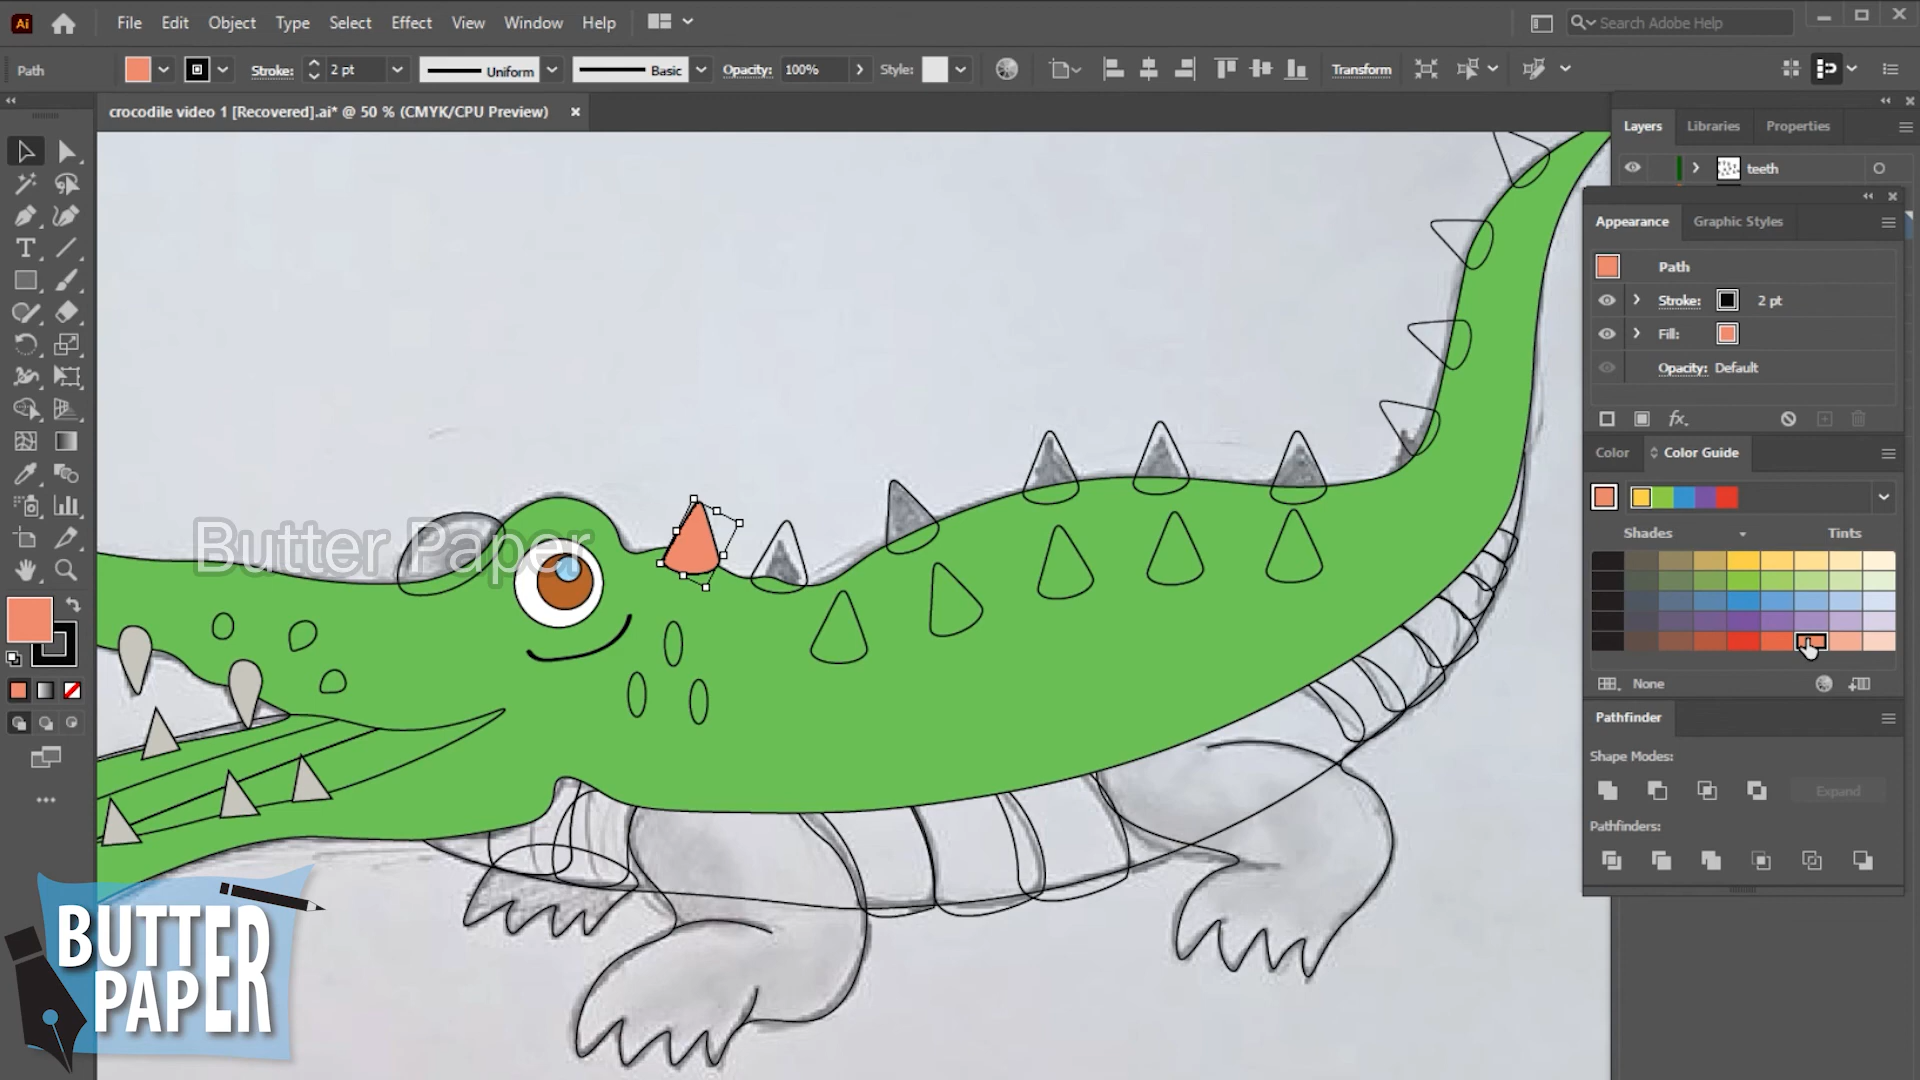 Ai File Edit Object Type Select Effect View Window Help Search Adobe Help
Path Stroke: 2 pt Uniform Basic Opacity: 100% Style: Transform
crocodile video 1 [Recovered].ai* @ 50 % (CMYK/CPU Preview)
Layers Libraries Properties
teeth
Appearance Graphic Styles
Path
Stroke: 2 pt
Fill:
Opacity: Default
fx
Color Color Guide
Shades Tints
None
Pathfinder
Shape Modes:
Expand
Pathfinders:
Butter Paper
BUTTER
PAPER